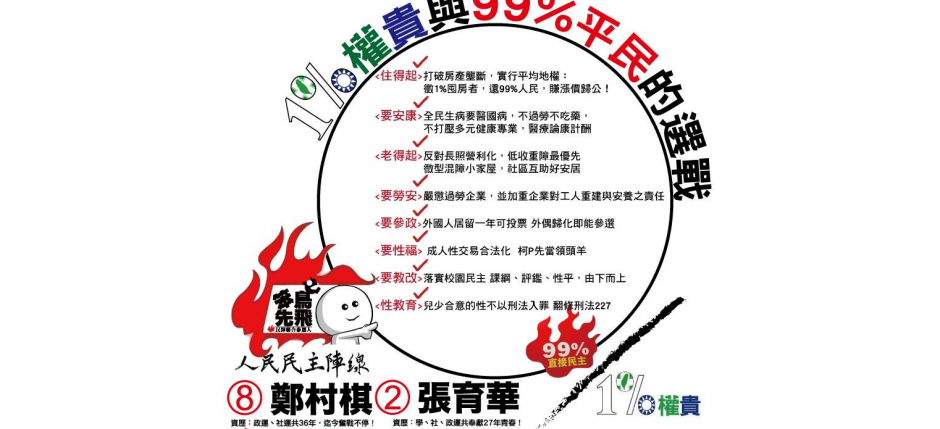 1%權貴與99%平民的選戰
<住得起>打破房產壟斷，實行平均地權：
徵1%囤房者，還99%人民，賺漲價歸公！
<要安康>全民生病要醫國病，不過勞不吃藥，
不打壓多元健康專業，醫療論康計酬
<老得起>反對長照營利化，低收重障最優先
微型混障小家屋，社區互助好安居
<要勞安>嚴懲過勞企業，並加重企業對工人重建與安養之責任
<要參政>外國人居留一年可投票 外偶歸化即能參選
<要性福> 成人性交易合法化 柯P先當領頭羊
<要教改>落實校園民主 課綱、評鑑、性平，由下而上
<性教育>兒少合意的性不以刑法入罪 翻修刑法227
鳥
先飛
人民民主陣線
99%
直接民主
⑧ 鄭村棋 ② 張育華
資歷：政運、社運共36年，迄今奮戰不停！ 資歷：學、社、政運共奉獻27年青春！
1%權貴